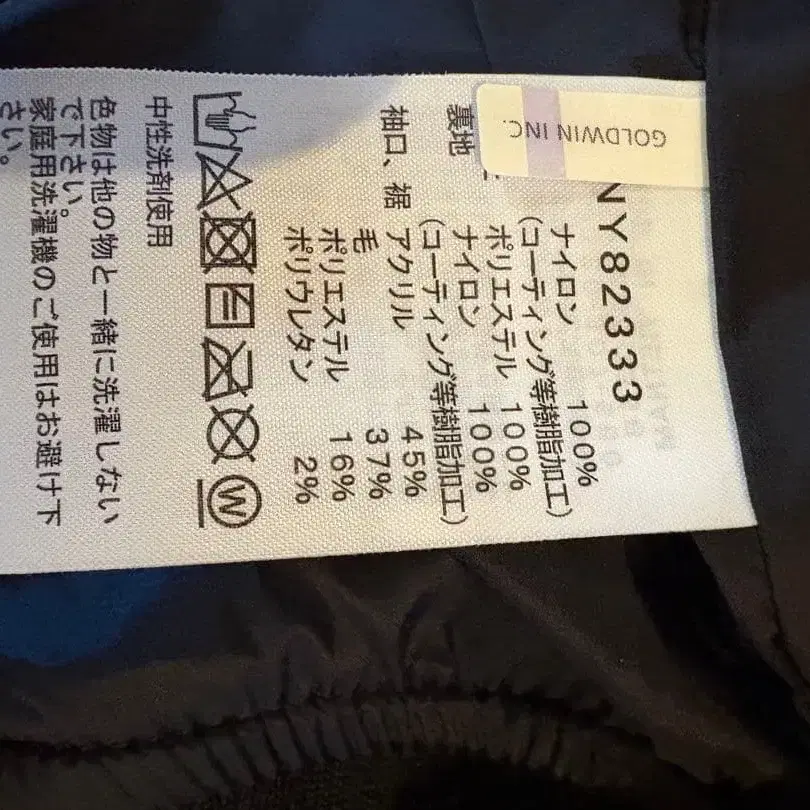 GOLDWIN INC.
NY82333
ナイロン 100%
(コーティング等樹脂加工)
ポリエステル 100%
裏地 ナイロン 100%
(コーティング等樹脂加工)
袖口、裾 アクリル 45%
毛 37%
ポリエステル 16%
ポリウレタン 2%
W
中性洗剤使用
色物は他の物と一緒に洗濯しない
で下さい。
家庭用洗濯機のご使用はお避け下
さい。